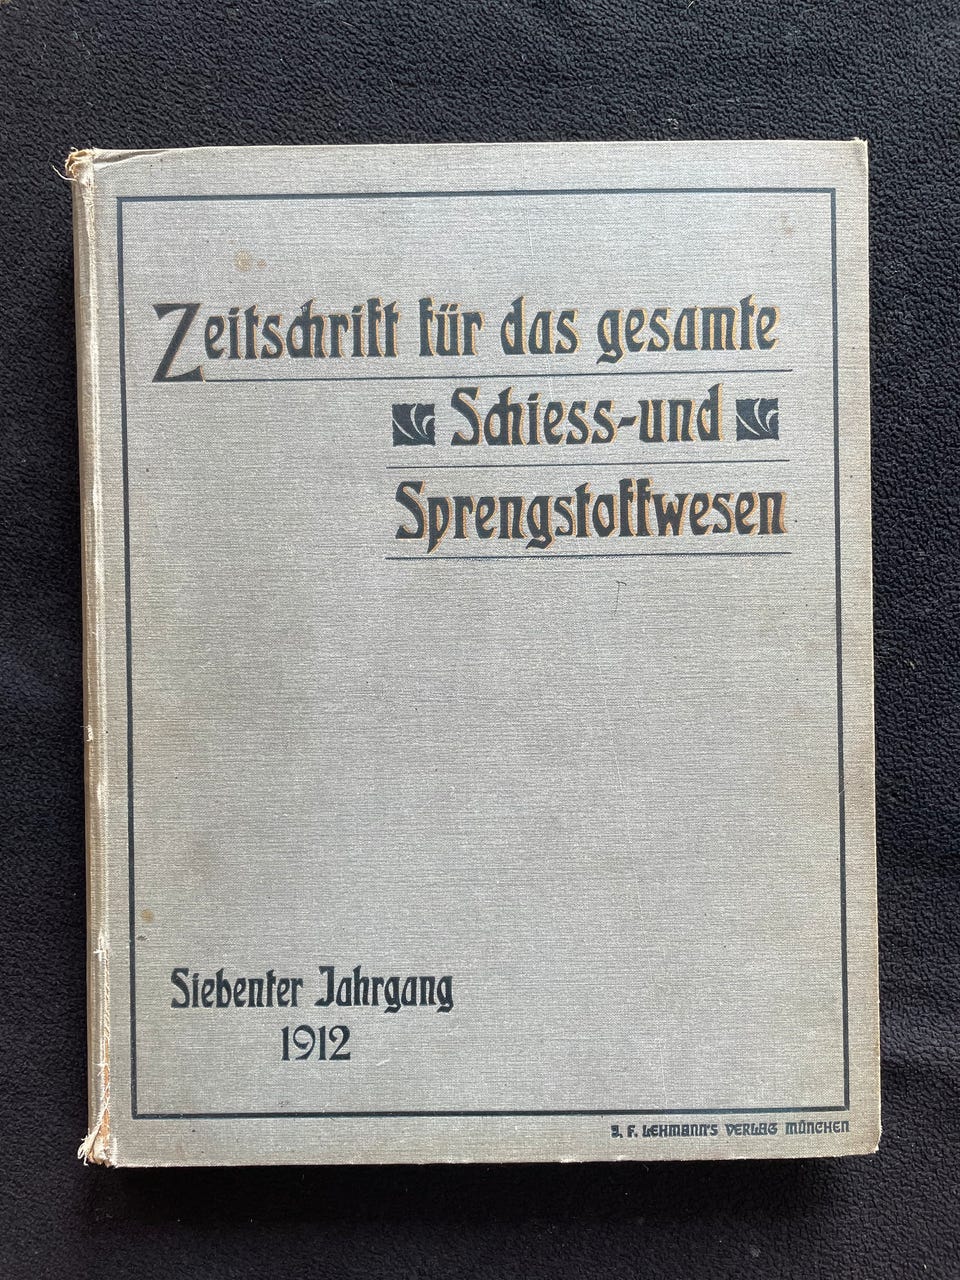 Zeitschrift für das gesamte
Schiess-und
Sprengstoffwesen
Siebenter Jahrgang
1912
J. F. LEHMANN'S VERLAG MÜNCHEN